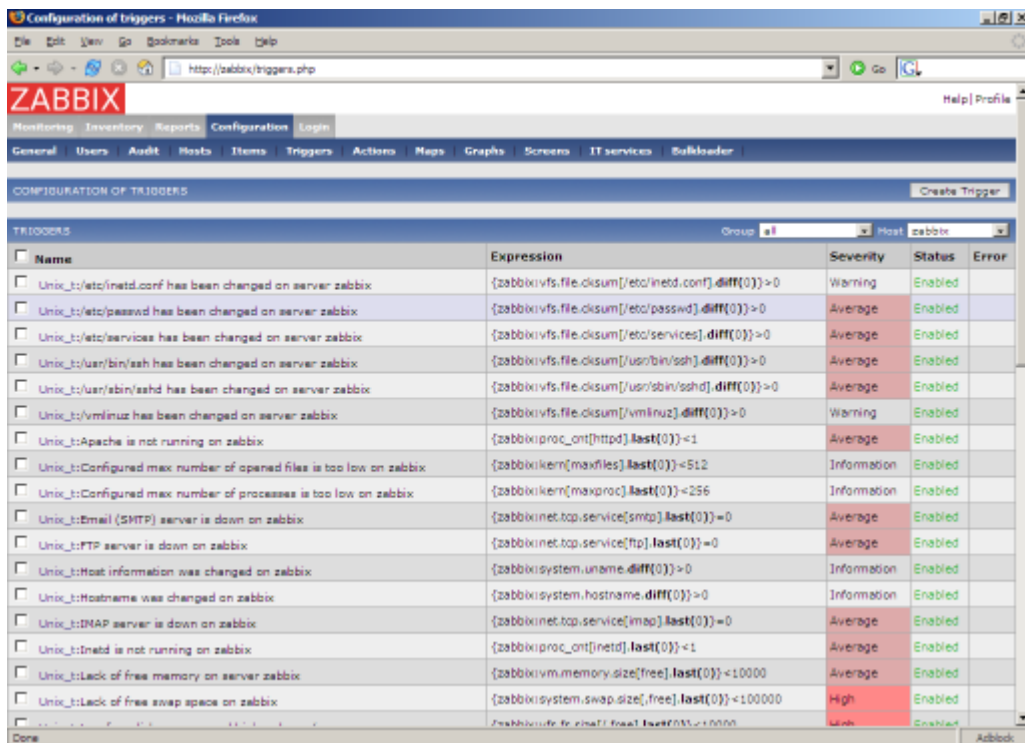 Configuration of triggers - Mozilla Firefox
File Edit View Go Bookmarks Tools Help
http://zabbix/triggers.php Go G
ZABBIX
Help | Profile
Monitoring Inventory Reports Configuration Login
General Users Audit Hosts Items Triggers Actions Maps Graphs Screens IT services Bulkloader
CONFIGURATION OF TRIGGERS Create Trigger
TRIGGERS Group all Host zabbix
Name Expression Severity Status Error
Unix_t:/etc/inetd.conf has been changed on server zabbix {zabbix:vfs.file.cksum[/etc/inetd.conf].diff(0)}>0 Warning Enabled
Unix_t:/etc/passwd has been changed on server zabbix {zabbix:vfs.file.cksum[/etc/passwd].diff(0)}>0 Average Enabled
Unix_t:/etc/services has been changed on server zabbix {zabbix:vfs.file.cksum[/etc/services].diff(0)}>0 Average Enabled
Unix_t:/usr/bin/ssh has been changed on server zabbix {zabbix:vfs.file.cksum[/usr/bin/ssh].diff(0)}>0 Average Enabled
Unix_t:/usr/sbin/sshd has been changed on server zabbix {zabbix:vfs.file.cksum[/usr/sbin/sshd].diff(0)}>0 Average Enabled
Unix_t:/vmlinuz has been changed on server zabbix {zabbix:vfs.file.cksum[/vmlinuz].diff(0)}>0 Warning Enabled
Unix_t:Apache is not running on zabbix {zabbix:proc_cnt[httpd].last(0)}<1 Average Enabled
Unix_t:Configured max number of opened files is too low on zabbix {zabbix:kern[maxfiles].last(0)}<512 Information Enabled
Unix_t:Configured max number of processes is too low on zabbix {zabbix:kern[maxproc].last(0)}<256 Information Enabled
Unix_t:Email (SMTP) server is down on zabbix {zabbix:net.tcp.service[smtp].last(0)}=0 Average Enabled
Unix_t:FTP server is down on zabbix {zabbix:net.tcp.service[ftp].last(0)}=0 Average Enabled
Unix_t:Host information was changed on zabbix {zabbix:system.uname.diff(0)}>0 Information Enabled
Unix_t:Hostname was changed on zabbix {zabbix:system.hostname.diff(0)}>0 Information Enabled
Unix_t:IMAP server is down on zabbix {zabbix:net.tcp.service[imap].last(0)}=0 Average Enabled
Unix_t:Inetd is not running on zabbix {zabbix:proc_cnt[inetd].last(0)}<1 Average Enabled
Unix_t:Lack of free memory on server zabbix {zabbix:vm.memory.size[free].last(0)}<10000 Average Enabled
Unix_t:Lack of free swap space on zabbix {zabbix:system.swap.size[,free].last(0)}<100000 High Enabled
{zabbix:vfs.fs.size[/,free].last(0)}<10000 High Enabled
Done Adblock